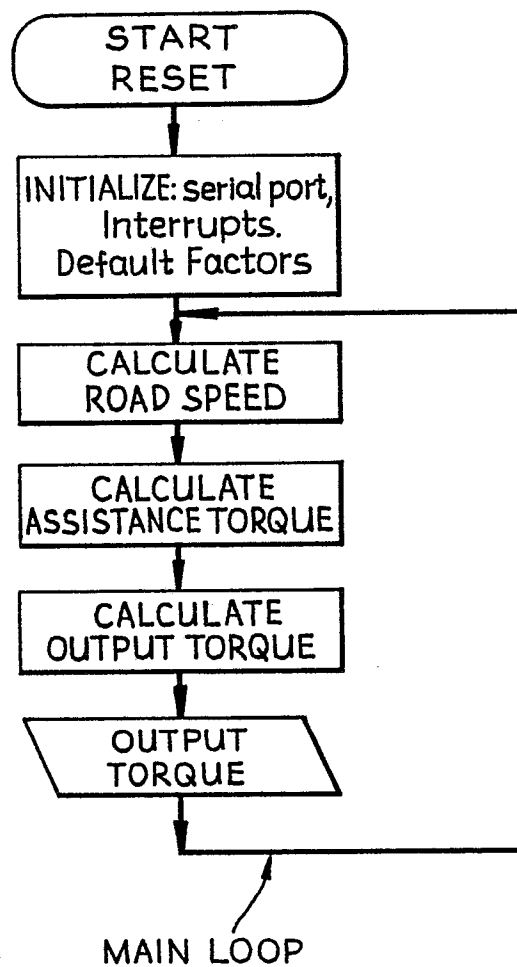 START
RESET
INITIALIZE: serial port,
Interrupts.
Default Factors
CALCULATE
ROAD SPEED
CALCULATE
ASSISTANCE TORQUE
CALCULATE
OUTPUT TORQUE
OUTPUT
TORQUE
MAIN LOOP